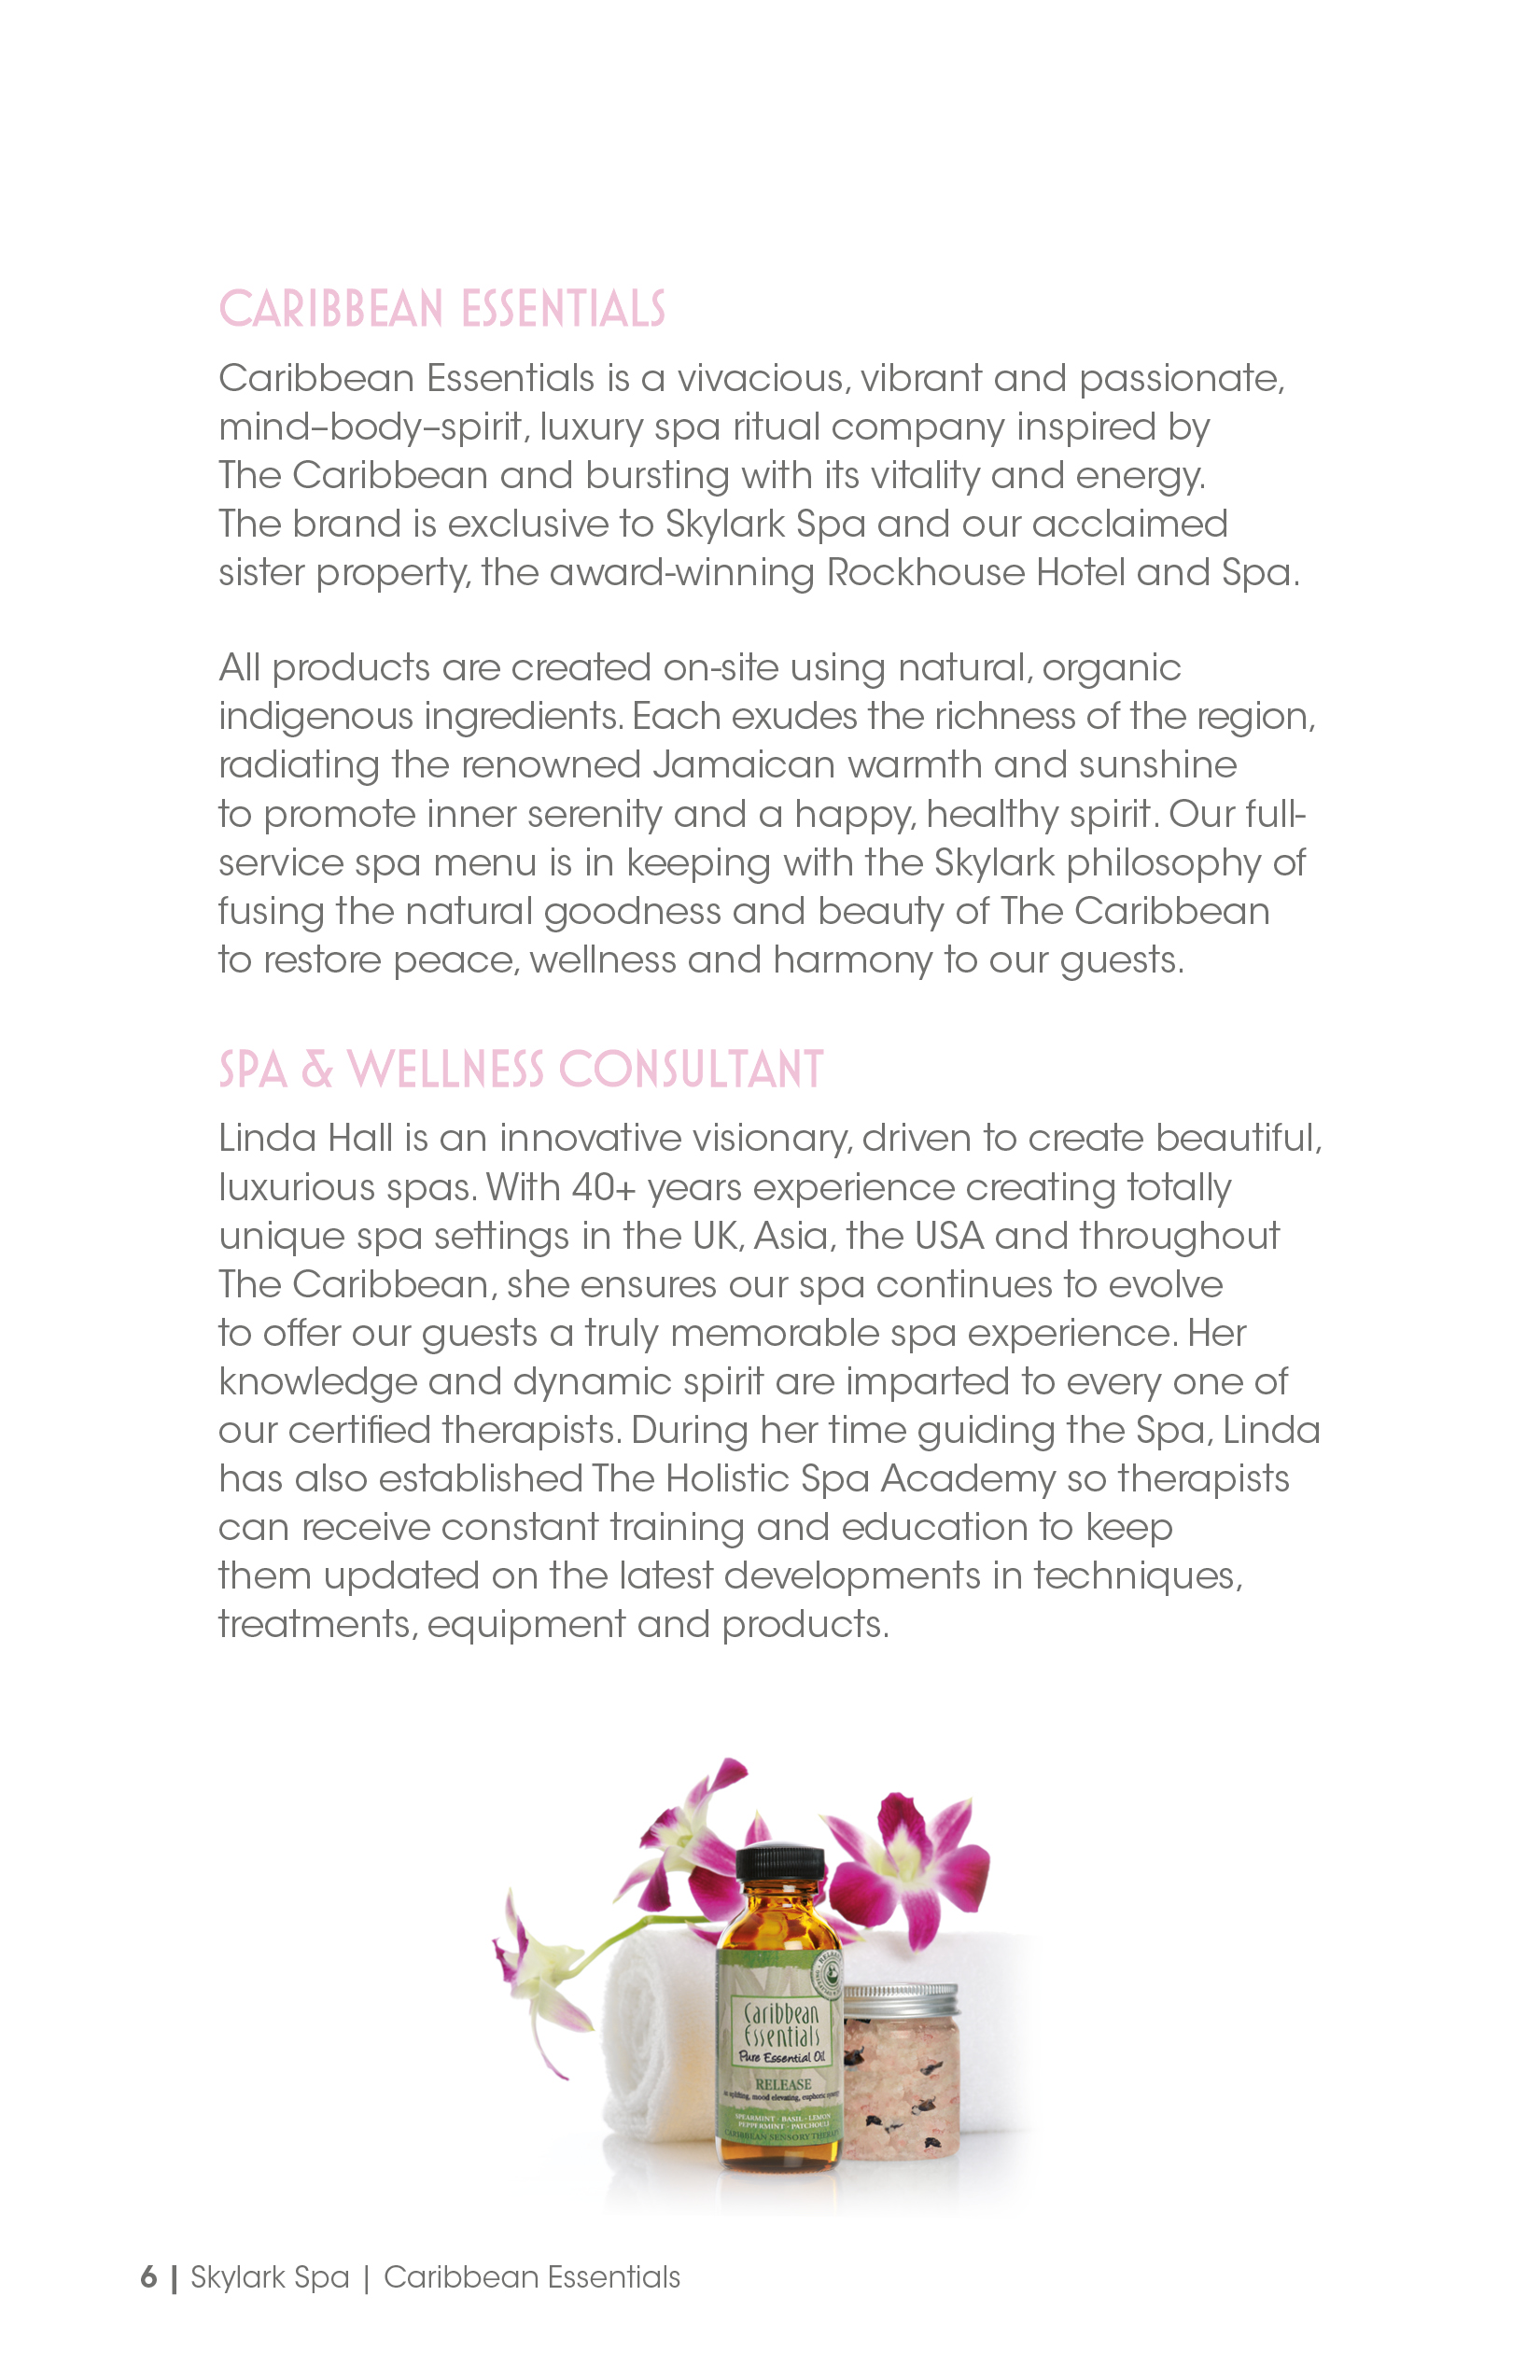 CARIBBEAN ESSENTIALS
Caribbean Essentials is a vivacious, vibrant and passionate,
mind–body–spirit, luxury spa ritual company inspired by
The Caribbean and bursting with its vitality and energy.
The brand is exclusive to Skylark Spa and our acclaimed
sister property, the award-winning Rockhouse Hotel and Spa.
All products are created on-site using natural, organic
indigenous ingredients. Each exudes the richness of the region,
radiating the renowned Jamaican warmth and sunshine
to promote inner serenity and a happy, healthy spirit. Our full-
service spa menu is in keeping with the Skylark philosophy of
fusing the natural goodness and beauty of The Caribbean
to restore peace, wellness and harmony to our guests.
SPA & WELLNESS CONSULTANT
Linda Hall is an innovative visionary, driven to create beautiful,
luxurious spas. With 40+ years experience creating totally
unique spa settings in the UK, Asia, the USA and throughout
The Caribbean, she ensures our spa continues to evolve
to offer our guests a truly memorable spa experience. Her
knowledge and dynamic spirit are imparted to every one of
our certified therapists. During her time guiding the Spa, Linda
has also established The Holistic Spa Academy so therapists
can receive constant training and education to keep
them updated on the latest developments in techniques,
treatments, equipment and products.
Caribbean
Essentials
Pure Essential Oil
RELEASE
an uplifting, mood elevating, euphoric synergy
SPEARMINT - BASIL - LEMON
PEPPERMINT - PATCHOULI
CARIBBEAN SENSORY
6 | Skylark Spa | Caribbean Essentials